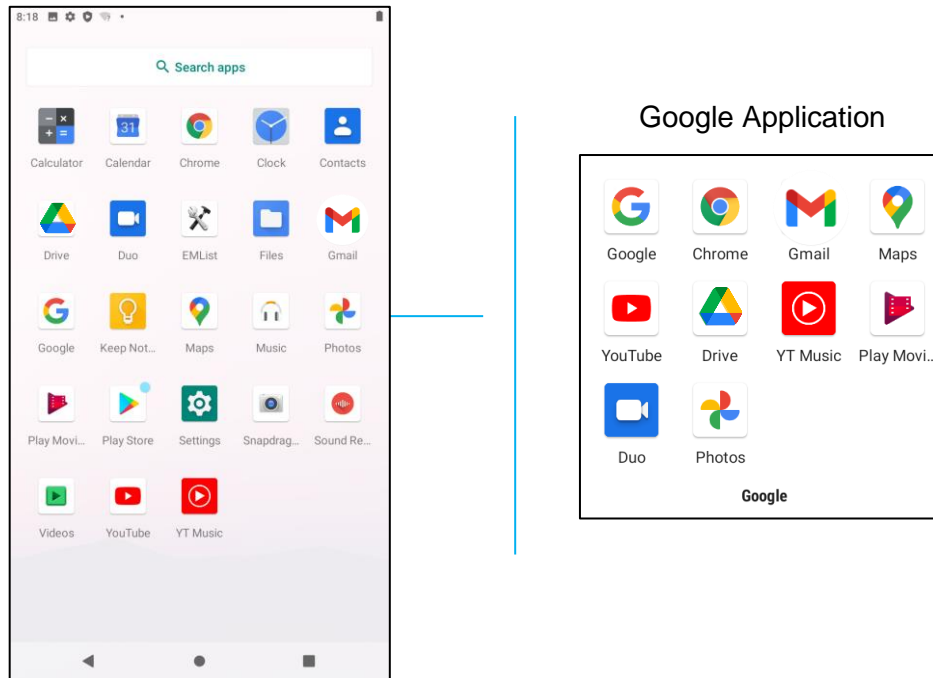 8:18
Search apps
Calculator Calendar Chrome Clock Contacts
31
Drive Duo EMList Files Gmail
Google Keep Not... Maps Music Photos
Play Movi... Play Store Settings Snapdrag... Sound Re...
Videos YouTube YT Music
Google Application
Google Chrome Gmail Maps
YouTube Drive YT Music Play Movi..
Duo Photos
Google